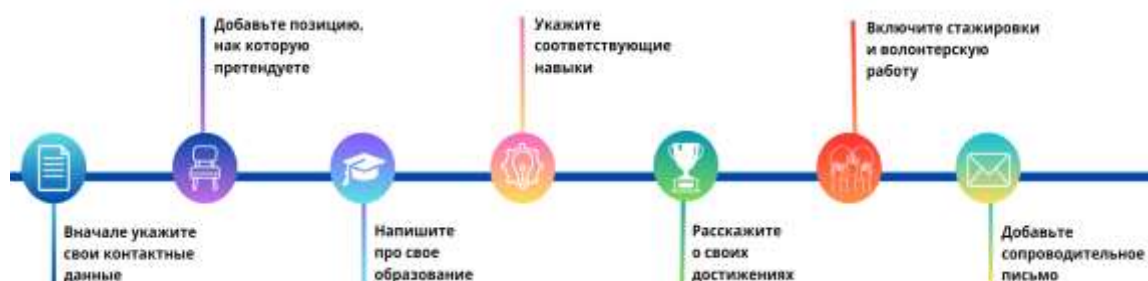 Вначале укажите
свои контактные
данные
Добавьте позицию,
нак которую
претендуете
Напишите
про свое
образование
Укажите
соответствующие
навыки
Расскажите
о своих
достижениях
Включите стажировки
и волонтерскую
работу
Добавьте
сопроводительное
письмо